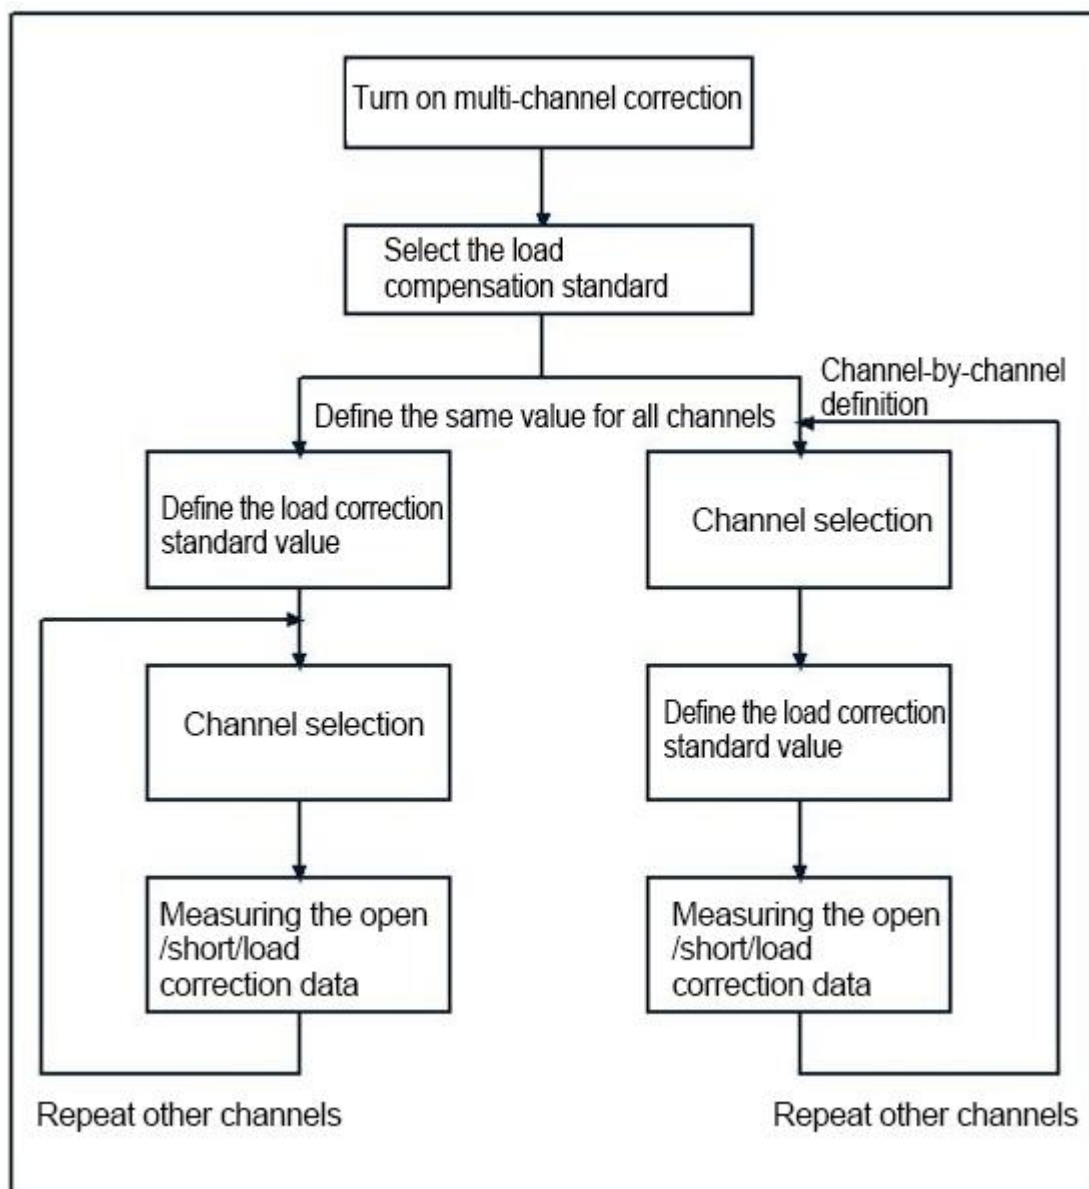 Turn on multi-channel correction
Select the load
compensation standard
Channel-by-channel
definition
Define the same value for all channels
Define the load correction
standard value
Channel selection
Measuring the open
/short/load
correction data
Repeat other channels
Channel selection
Define the load correction
standard value
Measuring the open
/short/load
correction data
Repeat other channels